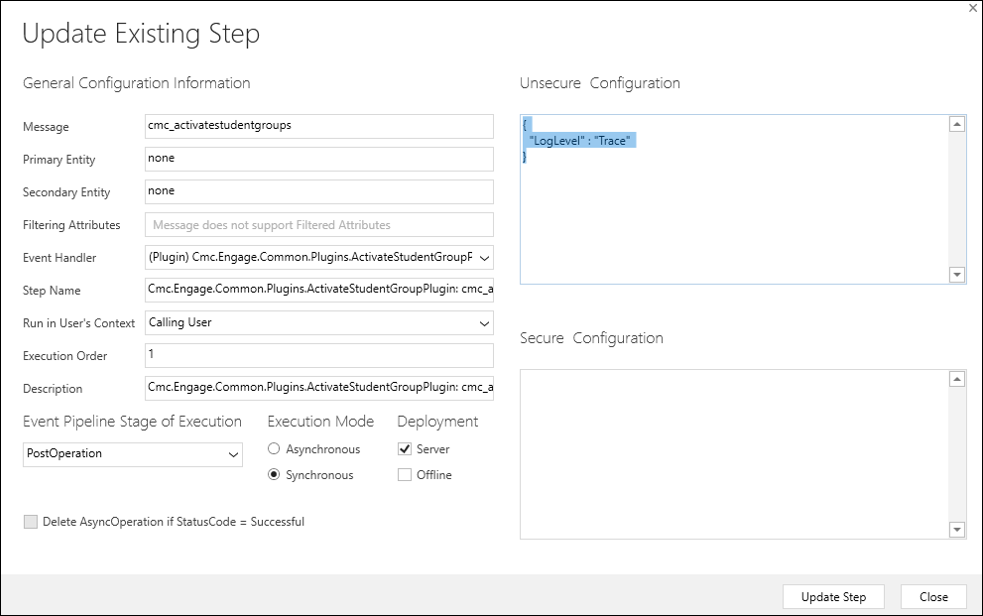 Update Existing Step
General Configuration Information
Message cmc_activatestudentgroups
Primary Entity none
Secondary Entity none
Filtering Attributes Message does not support Filtered Attributes
Event Handler (Plugin) Cmc.Engage.Common.Plugins.ActivateStudentGroupP
Step Name Cmc.Engage.Common.Plugins.ActivateStudentGroupPlugin: cmc_a
Run in User's Context Calling User
Execution Order 1
Description Cmc.Engage.Common.Plugins.ActivateStudentGroupPlugin: cmc_a
Event Pipeline Stage of Execution Execution Mode Deployment
PostOperation Asynchronous Server
Synchronous Offline
Delete AsyncOperation if StatusCode = Successful
Unsecure Configuration
{
"LogLevel" : "Trace"
}
Secure Configuration
Update Step Close